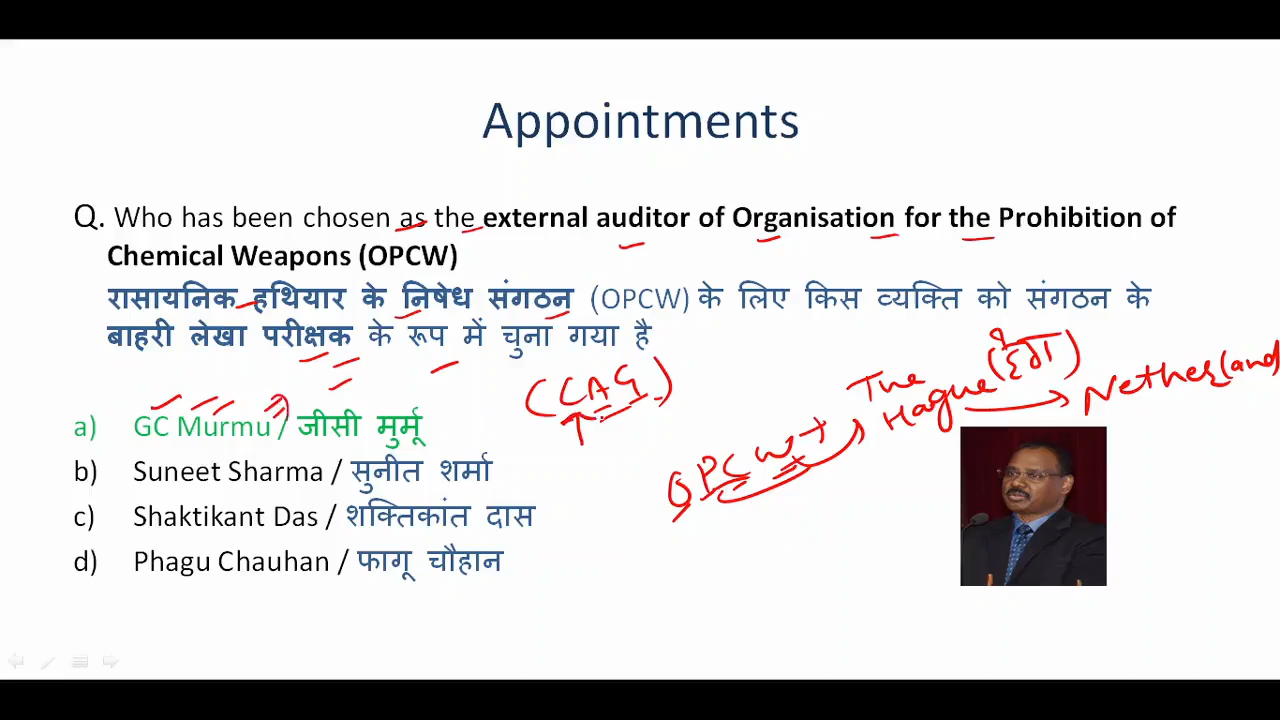 Appointments
Q. Who has been chosen as the external auditor of Organisation for the Prohibition of
Chemical Weapons (OPCW)
रासायनिक हथियार के निषेध संगठन (OPCW) के लिए किस व्यक्ति को संगठन के
बाहरी लेखा परीक्षक के रूप में चुना गया है
(CAG)
The
Hague (हेग)
Netherland
OPCW
a) GC Murmu / जीसी मुर्मू
b) Suneet Sharma / सुनीत शर्मा
c) Shaktikant Das / शक्तिकांत दास
d) Phagu Chauhan / फागू चौहान